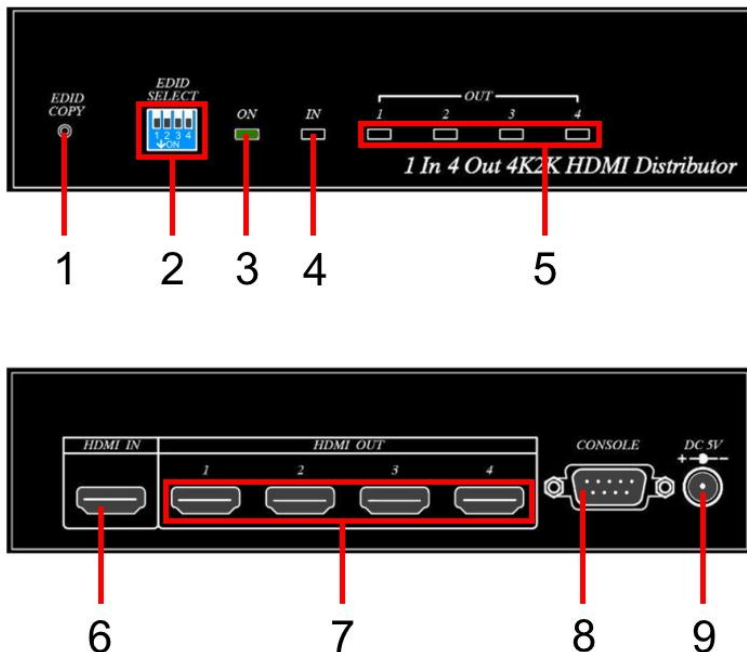 EDID
COPY
EDID
SELECT
1 2 3 4
ON
ON
IN
OUT
1 2 3 4
1 In 4 Out 4K2K HDMI Distributor
1 2 3 4 5
HDMI IN
HDMI OUT
1 2 3 4
CONSOLE
DC 5V
+ −
6 7 8 9